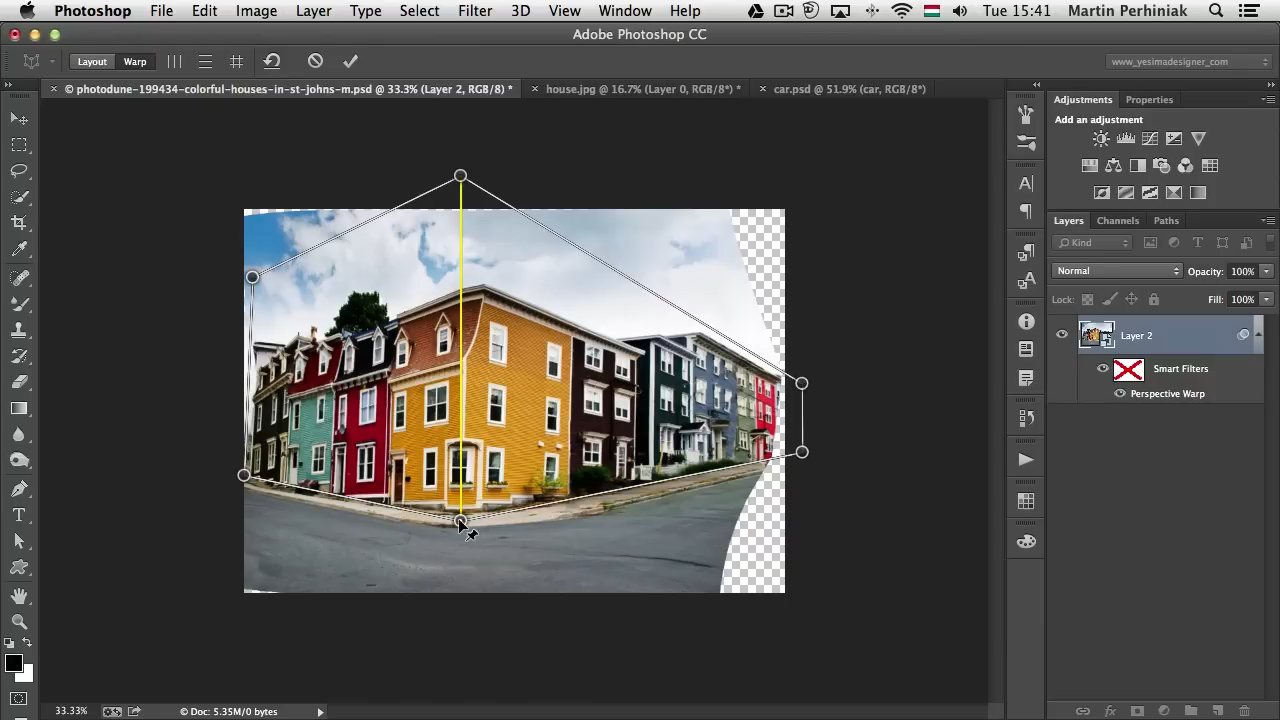 Photoshop File Edit Image Layer Type Select Filter 3D View Window Help Tue 15:41 Martin Perhiniak
Adobe Photoshop CC
Layout Warp www_yesimadesigner_com
× © photodune-199434-colorful-houses-in-st-johns-m.psd @ 33.3% (Layer 2, RGB/8) * × house.jpg @ 16.7% (Layer 0, RGB/8*) * × car.psd @ 51.9% (car, RGB/8*)
Adjustments Properties
Add an adjustment
Layers Channels Paths
Kind
Normal Opacity: 100%
Lock: Fill: 100%
Layer 2
Smart Filters
Perspective Warp
33.33% © Doc: 5.35M/0 bytes